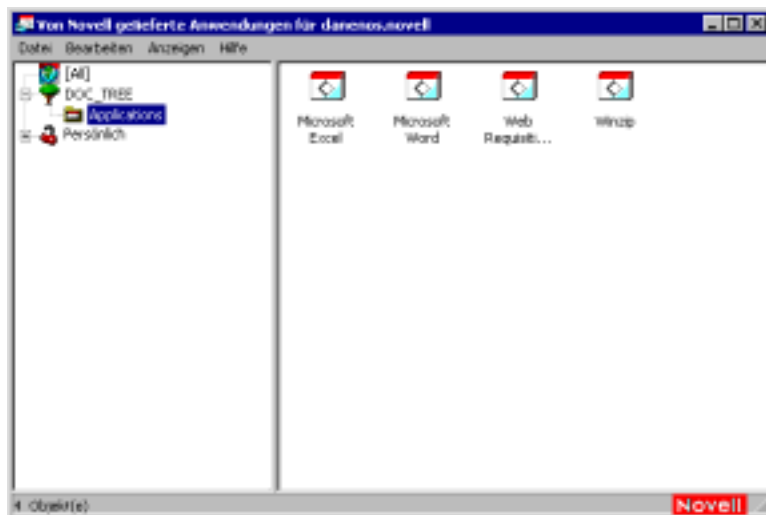 Von Novell gelieferte Anwendungen für danenos.novell
Datei Bearbeiten Anzeigen Hilfe
[All]
DOC_TREE
Applications
Persönlich
Microsoft Excel
Microsoft Word
Web Requisiti...
Winzip
4 Objekt(e)
Novell